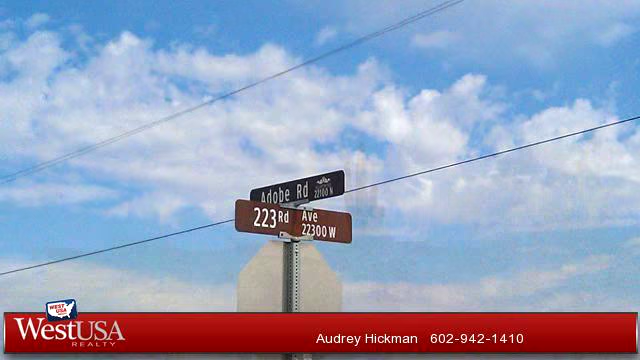 Adobe Rd
22100 N
223Rd Ave
22300 W
WEST
USA
WestUSA
REALTY
Audrey Hickman 602-942-1410